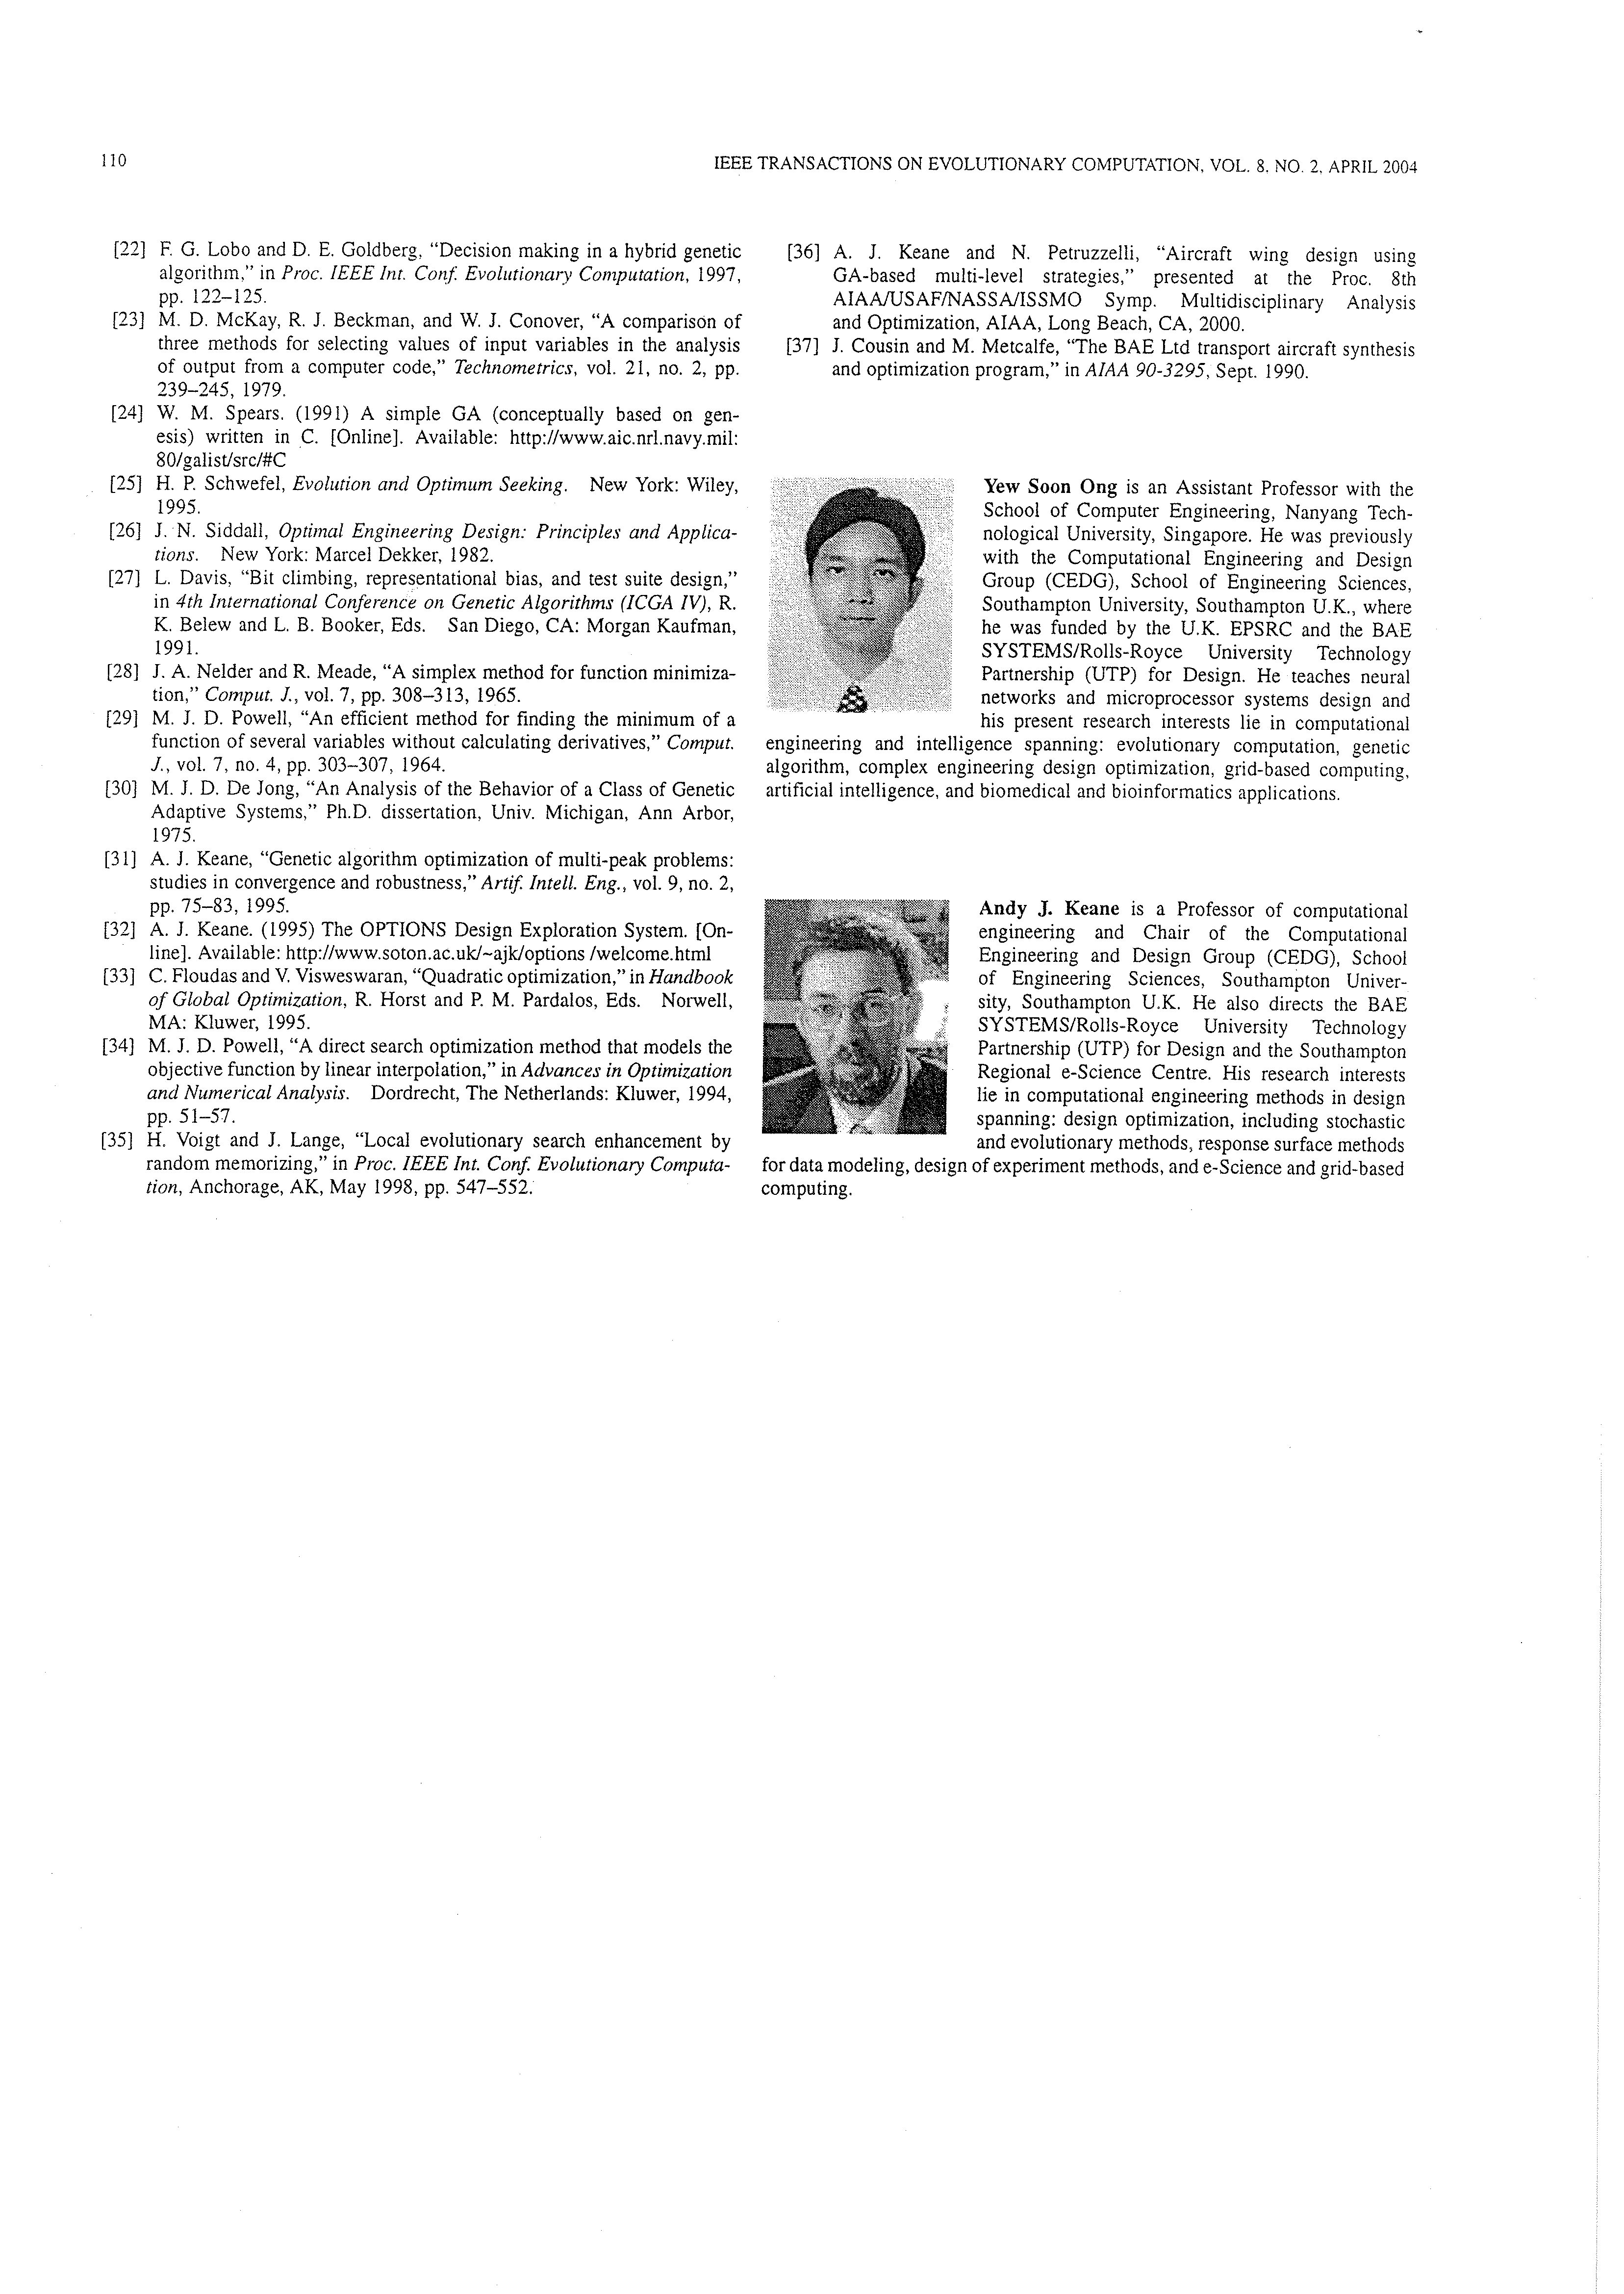 110
IEEE TRANSACTIONS ON EVOLUTIONARY COMPUTATION, VOL. 8, NO. 2, APRIL 2004
[22] F. G. Lobo and D. E. Goldberg, “Decision making in a hybrid genetic
algorithm,” in Proc. IEEE Int. Conf. Evolutionary Computation, 1997,
pp. 122–125.
[23] M. D. McKay, R. J. Beckman, and W. J. Conover, “A comparison of
three methods for selecting values of input variables in the analysis
of output from a computer code,” Technometrics, vol. 21, no. 2, pp.
239–245, 1979.
[24] W. M. Spears. (1991) A simple GA (conceptually based on gen-
esis) written in C. [Online]. Available: http://www.aic.nrl.navy.mil:
80/galist/src/#C
[25] H. P. Schwefel, Evolution and Optimum Seeking. New York: Wiley,
1995.
[26] J. N. Siddall, Optimal Engineering Design: Principles and Applica-
tions. New York: Marcel Dekker, 1982.
[27] L. Davis, “Bit climbing, representational bias, and test suite design,”
in 4th International Conference on Genetic Algorithms (ICGA IV), R.
K. Belew and L. B. Booker, Eds. San Diego, CA: Morgan Kaufman,
1991.
[28] J. A. Nelder and R. Meade, “A simplex method for function minimiza-
tion,” Comput. J., vol. 7, pp. 308–313, 1965.
[29] M. J. D. Powell, “An efficient method for finding the minimum of a
function of several variables without calculating derivatives,” Comput.
J., vol. 7, no. 4, pp. 303–307, 1964.
[30] M. J. D. De Jong, “An Analysis of the Behavior of a Class of Genetic
Adaptive Systems,” Ph.D. dissertation, Univ. Michigan, Ann Arbor,
1975.
[31] A. J. Keane, “Genetic algorithm optimization of multi-peak problems:
studies in convergence and robustness,” Artif. Intell. Eng., vol. 9, no. 2,
pp. 75–83, 1995.
[32] A. J. Keane. (1995) The OPTIONS Design Exploration System. [On-
line]. Available: http://www.soton.ac.uk/~ajk/options /welcome.html
[33] C. Floudas and V. Visweswaran, “Quadratic optimization,” in Handbook
of Global Optimization, R. Horst and P. M. Pardalos, Eds. Norwell,
MA: Kluwer, 1995.
[34] M. J. D. Powell, “A direct search optimization method that models the
objective function by linear interpolation,” in Advances in Optimization
and Numerical Analysis. Dordrecht, The Netherlands: Kluwer, 1994,
pp. 51–57.
[35] H. Voigt and J. Lange, “Local evolutionary search enhancement by
random memorizing,” in Proc. IEEE Int. Conf. Evolutionary Computa-
tion, Anchorage, AK, May 1998, pp. 547–552.
[36] A. J. Keane and N. Petruzzelli, “Aircraft wing design using
GA-based multi-level strategies,” presented at the Proc. 8th
AIAA/USAF/NASSA/ISSMO Symp. Multidisciplinary Analysis
and Optimization, AIAA, Long Beach, CA, 2000.
[37] J. Cousin and M. Metcalfe, “The BAE Ltd transport aircraft synthesis
and optimization program,” in AIAA 90-3295, Sept. 1990.
Yew Soon Ong is an Assistant Professor with the
School of Computer Engineering, Nanyang Tech-
nological University, Singapore. He was previously
with the Computational Engineering and Design
Group (CEDG), School of Engineering Sciences,
Southampton University, Southampton U.K., where
he was funded by the U.K. EPSRC and the BAE
SYSTEMS/Rolls-Royce University Technology
Partnership (UTP) for Design. He teaches neural
networks and microprocessor systems design and
his present research interests lie in computational
engineering and intelligence spanning: evolutionary computation, genetic
algorithm, complex engineering design optimization, grid-based computing,
artificial intelligence, and biomedical and bioinformatics applications.
Andy J. Keane is a Professor of computational
engineering and Chair of the Computational
Engineering and Design Group (CEDG), School
of Engineering Sciences, Southampton Univer-
sity, Southampton U.K. He also directs the BAE
SYSTEMS/Rolls-Royce University Technology
Partnership (UTP) for Design and the Southampton
Regional e-Science Centre. His research interests
lie in computational engineering methods in design
spanning: design optimization, including stochastic
and evolutionary methods, response surface methods
for data modeling, design of experiment methods, and e-Science and grid-based
computing.